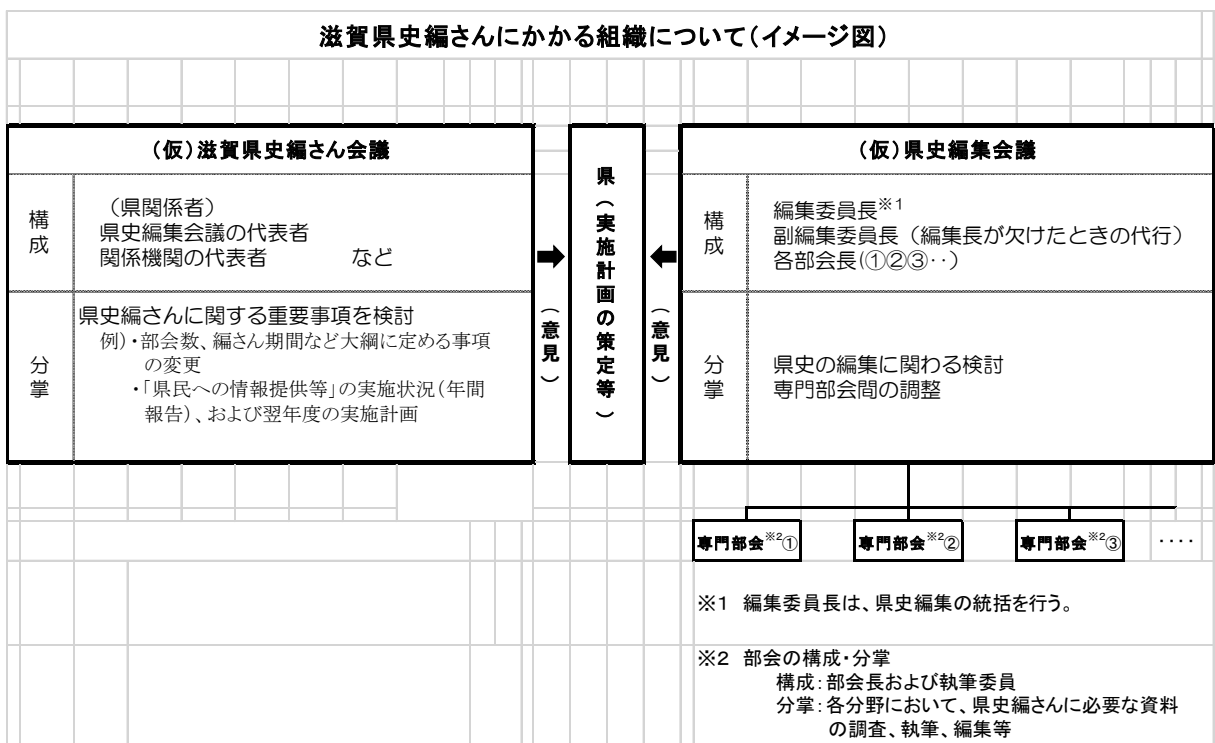 滋賀県史編さんにかかる組織について(イメージ図)
(仮)滋賀県史編さん会議
構成
(県関係者)
県史編集会議の代表者
関係機関の代表者　　など
分掌
県史編さんに関する重要事項を検討
例)・部会数、編さん期間など大綱に定める事項
の変更
・「県民への情報提供等」の実施状況(年間
報告)、および翌年度の実施計画
➡
(意見)
県(実施計画の策定等)
⬅
(意見)
(仮)県史編集会議
構成
編集委員長※1
副編集委員長(編集長が欠けたときの代行)
各部会長(①②③‥)
分掌
県史の編集に関わる検討
専門部会間の調整
専門部会※2①
専門部会※2②
専門部会※2③
‥‥
※1　編集委員長は、県史編集の統括を行う。
※2　部会の構成・分掌
構成:部会長および執筆委員
分掌:各分野において、県史編さんに必要な資料
の調査、執筆、編集等